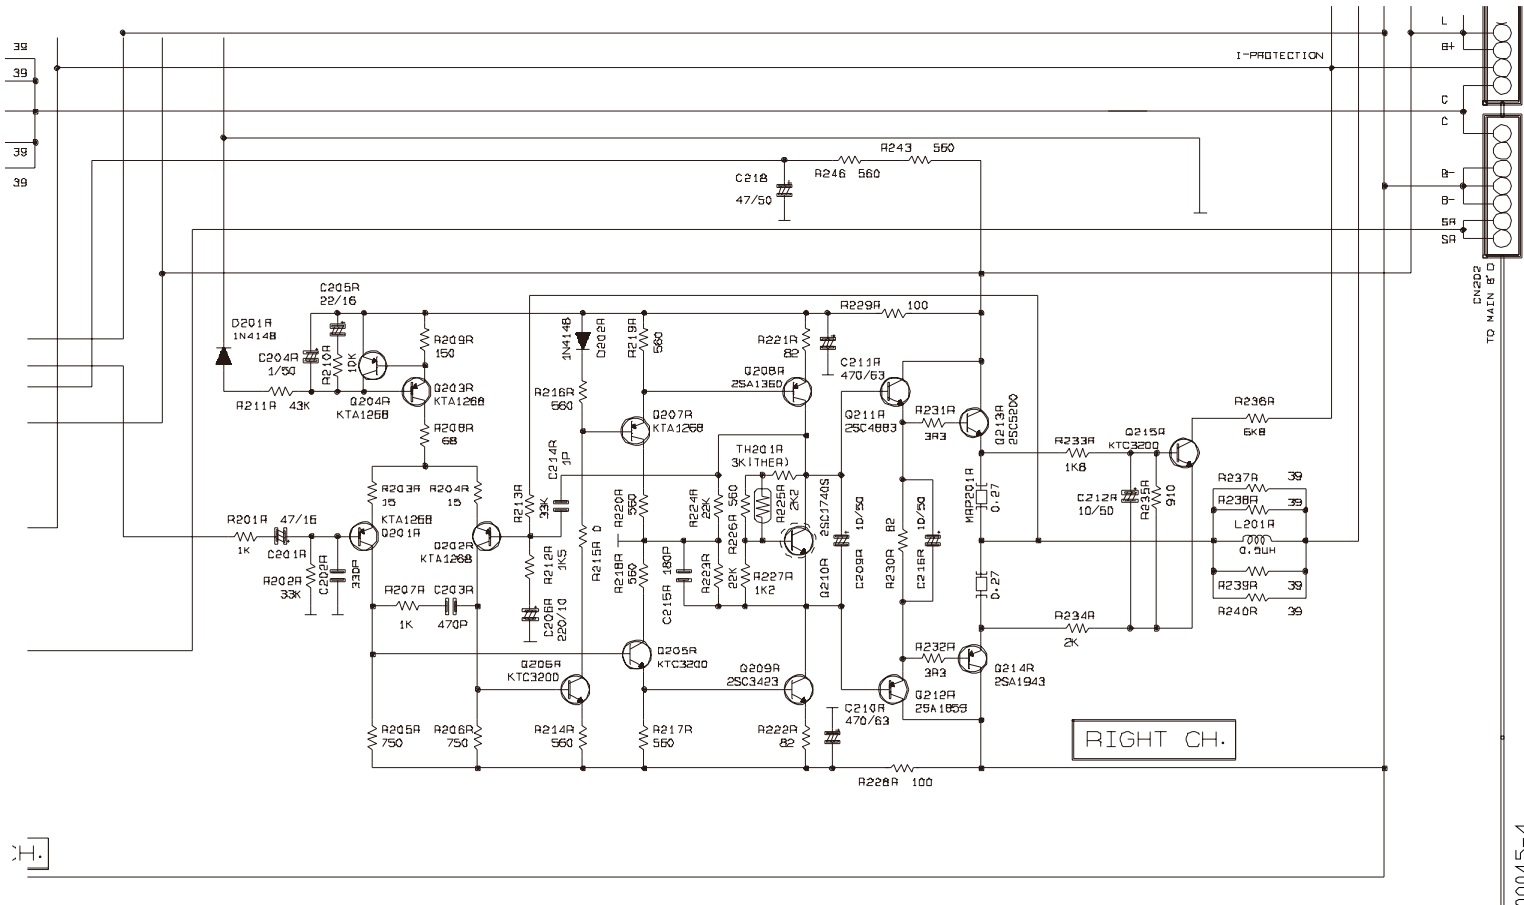 39
39
39
39
L
B+
I-PROTECTION
C
C
B-
B-
SR
SR
CN202
TO MAIN B'D
R243 560
R246 560
C218
47/50
C205R
22/16
D201R
1N4148
C204R
1/50
R210R
10K
R209R
150
R211R 43K
Q204R
KTA1268
Q203R
KTA1268
R208R
68
R203R
15
R204R
15
R201R
1K
47/16
C201R
KTA1268
Q201R
Q202R
KTA1268
R202R
33K
C202R
330P
R207R
1K
C203R
470P
R205R
750
R206R
750
1N4148
D202R
R216R
560
R219R
560
Q207R
KTA1268
C214R
1P
R213R
33K
R212R
1K5
R215R 0
C206R
220/10
Q206R
KTC3200
R214R
560
R220R
560
R218R
560
Q205R
KTC3200
R217R
560
C215R
180P
R224R
22K
R223R
22K
R226R
560
TH201R
3K(THER)
R225R
2K2
R227R
1K2
R221R
82
Q208R
2SA1360
2SC1740S
Q210R
Q209R
2SC3423
R222R
82
R229R 100
C211R
470/63
Q211R
2SC4883
R231R
3R3
Q213R
2SC5200
C209R
10/50
R230R
82
C216R
10/50
MRP201R
0.27
0.27
R232R
3R3
Q214R
2SA1943
Q212R
2SA1859
C210R
470/63
R228R 100
R233R
1K8
R234R
2K
C212R
10/50
R235R
910
Q215R
KTC3200
R236R
6K8
R237R 39
R238R 39
L201R
0.5UH
R239R 39
R240R 39
RIGHT CH.
CH.
00045-4